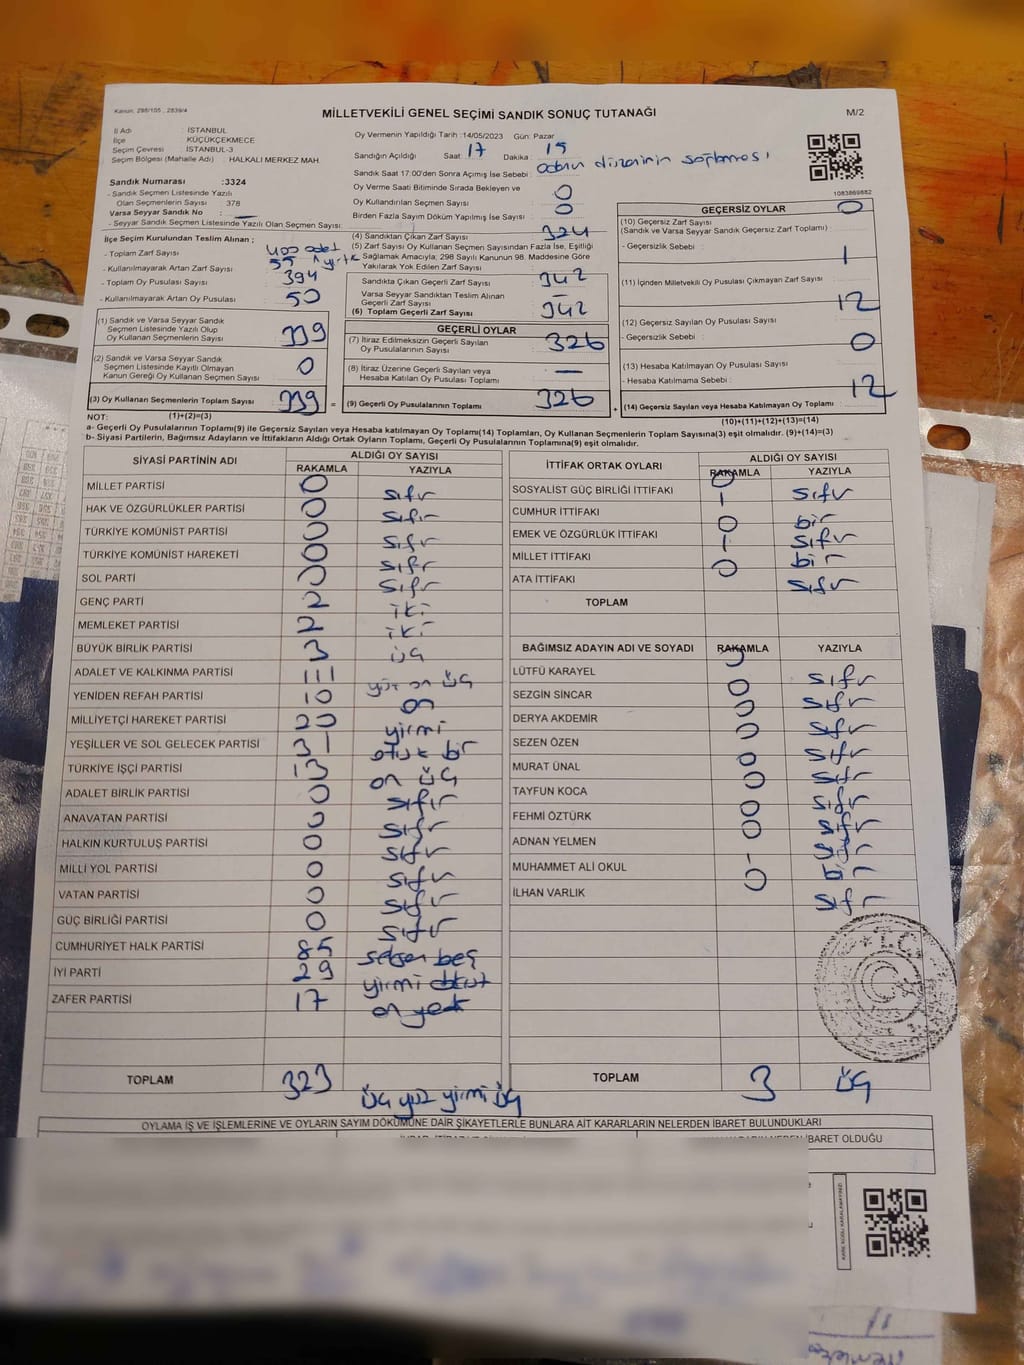 Kanun, 298/105 , 2839/4
MİLLETVEKİLİ GENEL SEÇİMİ SANDIK SONUÇ TUTANAĞI
M/2
İl Adı : İSTANBUL
İlçe : KÜÇÜKÇEKMECE
Seçim Çevresi : İSTANBUL-3
Seçim Bölgesi (Mahalle Adı) : HALKALI MERKEZ MAH.
Oy Vermenin Yapıldığı Tarih :14/05/2023 Gün: Pazar
Sandığın Açıldığı Saat : 17 Dakika : 15
Sandık Saat 17:00'den Sonra Açımış İse Sebebi : odanın düzeninin sağlaması
Oy Verme Saati Bitiminde Sırada Bekleyen ve
Oy Kullandırılan Seçmen Sayısı : 0
Birden Fazla Sayım Döküm Yapılmış İse Sayısı : 0
Sandık Numarası :3324
- Sandık Seçmen Listesinde Yazılı
Olan Seçmenlerin Sayısı : 378
Varsa Seyyar Sandık No :
- Seyyar Sandık Seçmen Listesinde Yazılı Olan Seçmen Sayısı:
1083869882
İlçe Seçim Kurulundan Teslim Alınan ;
- Toplam Zarf Sayısı : 400 adet
- Kullanılmayarak Artan Zarf Sayısı : 55 1 yırtık
- Toplam Oy Pusulası Sayısı : 394
- Kullanılmayarak Artan Oy Pusulası : 50
(4) Sandıktan Çıkan Zarf Sayısı : 324
(5) Zarf Sayısı Oy Kullanan Seçmen Sayısından Fazla İse, Eşitliği
Sağlamak Amacıyla; 298 Sayılı Kanunun 98. Maddesine Göre
Yakılarak Yok Edilen Zarf Sayısı :
Sandıkta Çıkan Geçerli Zarf Sayısı : 342
Varsa Seyyar Sandıktan Teslim Alınan
Geçerli Zarf Sayısı : —
(6) Toplam Geçerli Zarf Sayısı : 342
GEÇERLİ OYLAR
(7) İtiraz Edilmeksizin Geçerli Sayılan
Oy Pusulalarının Sayısı : 326
(8) İtiraz Üzerine Geçerli Sayılan veya
Hesaba Katılan Oy Pusulası Toplamı : —
(9) Geçerli Oy Pusulalarının Toplamı : 326
(1) Sandık ve Varsa Seyyar Sandık
Seçmen Listesinde Yazılı Olup
Oy Kullanan Seçmenlerin Sayısı : 339
(2) Sandık ve Varsa Seyyar Sandık
Seçmen Listesinde Kayıtlı Olmayan
Kanun Gereği Oy Kullanan Seçmen Sayısı : 0
(3) Oy Kullanan Seçmenlerin Toplam Sayısı : 339
GEÇERSİZ OYLAR
0
(10) Geçersiz Zarf Sayısı
(Sandık ve Varsa Seyyar Sandık Geçersiz Zarf Toplamı) :
- Geçersizlik Sebebi :
1
(11) İçinden Milletvekili Oy Pusulası Çıkmayan Zarf Sayısı :
12
(12) Geçersiz Sayılan Oy Pusulası Sayısı :
- Geçersizlik Sebebi :
0
(13) Hesaba Katılmayan Oy Pusulası Sayısı :
- Hesaba Katılmama Sebebi : 12
(14) Geçersiz Sayılan veya Hesaba Katılmayan Oy Pusulası Toplamı :
NOT: (1)+(2)=(3)
(10)+(11)+(12)+(13)=(14)
a- Geçerli Oy Pusulalarının Toplamı(9) ile Geçersiz Sayılan veya Hesaba Katılmayan Oy Pusulası Toplamı(14) Toplamları, Oy Kullanan Seçmenlerin Toplam Sayısına(3) eşit olmalıdır. (9)+(14)=(3)
b- Siyasi Partilerin, Bağımsız Adayların ve İttifakların Aldığı Ortak Oyların Toplamı, Geçerli Oy Pusulalarının Toplamına(9) eşit olmalıdır.
SİYASİ PARTİNİN ADI ALDIĞI OY SAYISI
RAKAMLA YAZIYLA
MİLLET PARTİSİ 0 sıfır
HAK VE ÖZGÜRLÜKLER PARTİSİ 0 sıfır
TÜRKİYE KOMÜNİST PARTİSİ 0 sıfır
TÜRKİYE KOMÜNİST HAREKETİ 0 sıfır
SOL PARTİ 0 sıfır
GENÇ PARTİ 2 iki
MEMLEKET PARTİSİ 2 iki
BÜYÜK BİRLİK PARTİSİ 3 üç
ADALET VE KALKINMA PARTİSİ 111 yüz on üç
YENİDEN REFAH PARTİSİ 10 on
MİLLİYETÇİ HAREKET PARTİSİ 20 yirmi
YEŞİLLER VE SOL GELECEK PARTİSİ 31 otuz bir
TÜRKİYE İŞÇİ PARTİSİ 13 on üç
ADALET BİRLİK PARTİSİ 0 sıfır
ANAVATAN PARTİSİ 0 sıfır
HALKIN KURTULUŞ PARTİSİ 0 sıfır
MİLLİ YOL PARTİSİ 0 sıfır
VATAN PARTİSİ 0 sıfır
GÜÇ BİRLİĞİ PARTİSİ 0 sıfır
CUMHURİYET HALK PARTİSİ 85 seksen beş
İYİ PARTİ 29 yirmi
ZAFER PARTİSİ 17 on yedi
TOPLAM 323 üç yüz yirmi üç
İTTİFAK ORTAK OYLARI ALDIĞI OY SAYISI
RAKAMLA YAZIYLA
SOSYALİST GÜÇ BİRLİĞİ İTTİFAKI 0 sıfır
CUMHUR İTTİFAKI 1 bir
EMEK VE ÖZGÜRLÜK İTTİFAKI 0 sıfır
MİLLET İTTİFAKI 1 bir
ATA İTTİFAKI 0 sıfır
TOPLAM
BAĞIMSIZ ADAYIN ADI VE SOYADI RAKAMLA YAZIYLA
LÜTFÜ KARAYEL 0 sıfır
SEZGİN SİNCAR 0 sıfır
DERYA AKDEMİR 0 sıfır
SEZEN ÖZEN 0 sıfır
MURAT ÜNAL 0 sıfır
TAYFUN KOCA 0 sıfır
FEHMİ ÖZTÜRK 0 sıfır
ADNAN YELMEN 0 sıfır
MUHAMMET ALİ OKUL 1 bir
İLHAN VARLIK 0 sıfır
T.C.
TOPLAM 3 üç
OYLAMA İŞ VE İŞLEMLERİNE VE OYLARIN SAYIM DÖKÜMÜNE DAİR ŞİKAYETLERLE BUNLARA AİT KARARLARIN NELERDEN İBARET BULUNDUKLARI
İBARET OLDUĞU